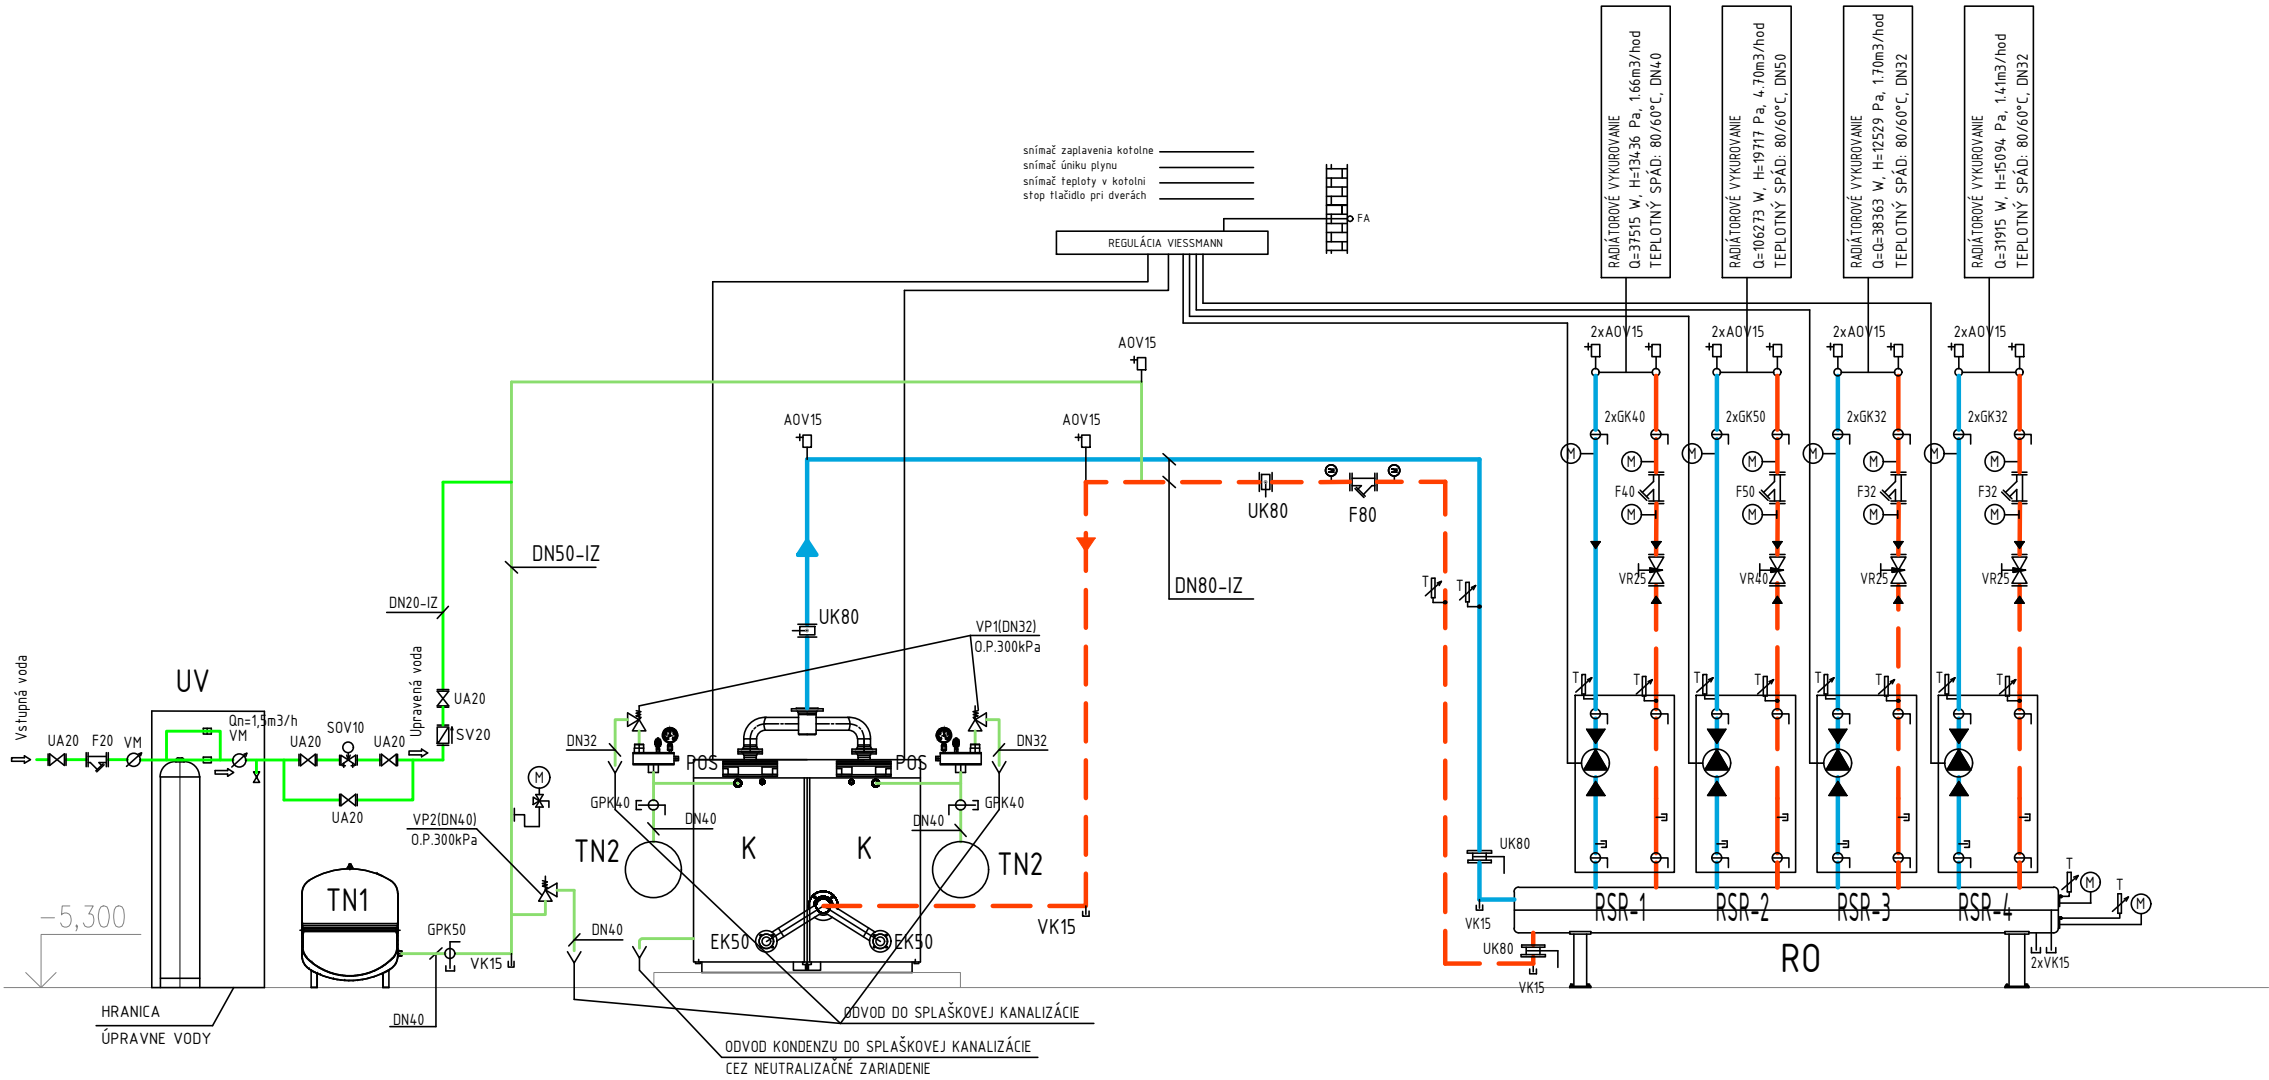 RADIÁTOROVÉ VYKUROVANIE
Q=37515 W, H=13436 Pa, 1.66m3/hod
TEPLOTNÝ SPÁD: 80/60°C, DN40
RADIÁTOROVÉ VYKUROVANIE
Q=106273 W, H=19717 Pa, 4.70m3/hod
TEPLOTNÝ SPÁD: 80/60°C, DN50
RADIÁTOROVÉ VYKUROVANIE
Q=38363 W, H=12529 Pa, 1.70m3/hod
TEPLOTNÝ SPÁD: 80/60°C, DN32
RADIÁTOROVÉ VYKUROVANIE
Q=31915 W, H=15094 Pa, 1.41m3/hod
TEPLOTNÝ SPÁD: 80/60°C, DN32
snímač zaplavenia kotolne
snímač úniku plynu
snímač teploty v kotolni
stop tlačidlo pri dverách
FA
REGULÁCIA VIESSMANN
2xAOV15
2xAOV15
2xAOV15
2xAOV15
AOV15
AOV15
AOV15
2xGK40
2xGK50
2xGK32
2xGK32
M
M
M
M
M
M
M
M
F40
F50
F32
F32
M
M
M
M
M
M
UK80
F80
DN50-IZ
DN80-IZ
VR25
VR40
VR25
VR25
T
T
DN20-IZ
UK80
VP1(DN32)
O.P.300kPa
Vstupná voda
UV
Upravená voda
UA20
T
T
T
T
T
T
T
T
Qn=1,5m3/h
VM
SOV10
SV20
UA20
F20
VM
UA20
UA20
DN32
DN32
POS
POS
M
UA20
GPK40
GPK40
VP2(DN40)
O.P.300kPa
DN40
DN40
TN2
K
K
TN2
UK80
TN1
RSR-1
RSR-2
RSR-3
RSR-4
T
M
T
M
-5,300
GPK50
VK15
DN40
EK50
EK50
VK15
VK15
UK80
RO
2xVK15
VK15
HRANICA
ÚPRAVNE VODY
DN40
ODVOD DO SPLAŠKOVEJ KANALIZÁCIE
ODVOD KONDENZU DO SPLAŠKOVEJ KANALIZÁCIE
CEZ NEUTRALIZAČNÉ ZARIADENIE